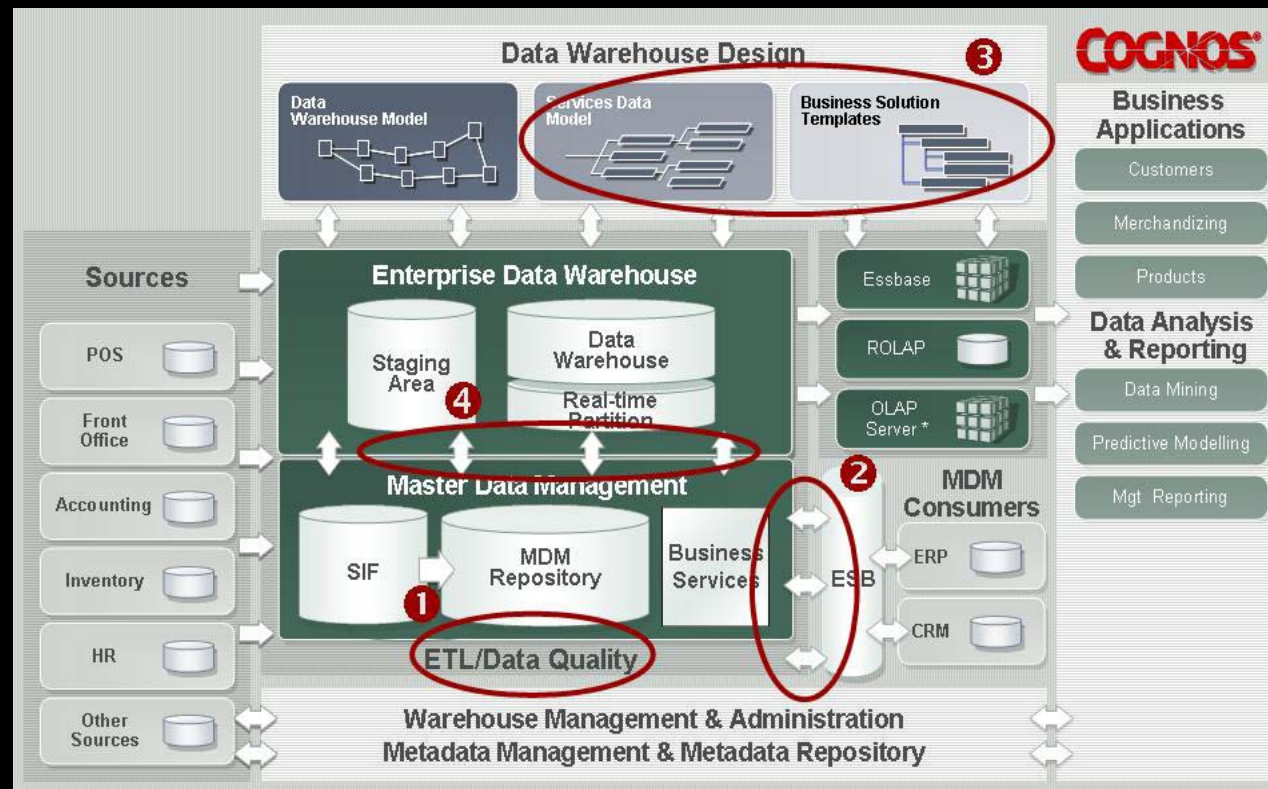 Data Warehouse Design
3
COGNOS®
Data
Warehouse Model
Services Data
Model
Business Solution
Templates
Business
Applications
Customers
Merchandizing
Products
Data Analysis
& Reporting
Data Mining
Predictive Modelling
Mgt Reporting
Sources
POS
Front
Office
Accounting
Inventory
HR
Other
Sources
Enterprise Data Warehouse
Staging
Area
Data
Warehouse
Real-time
Partition
4
Essbase
ROLAP
OLAP
Server *
Master Data Management
SIF
MDM
Repository
Business
Services
1
2
ESB
MDM
Consumers
ERP
CRM
ETL/Data Quality
Warehouse Management & Administration
Metadata Management & Metadata Repository